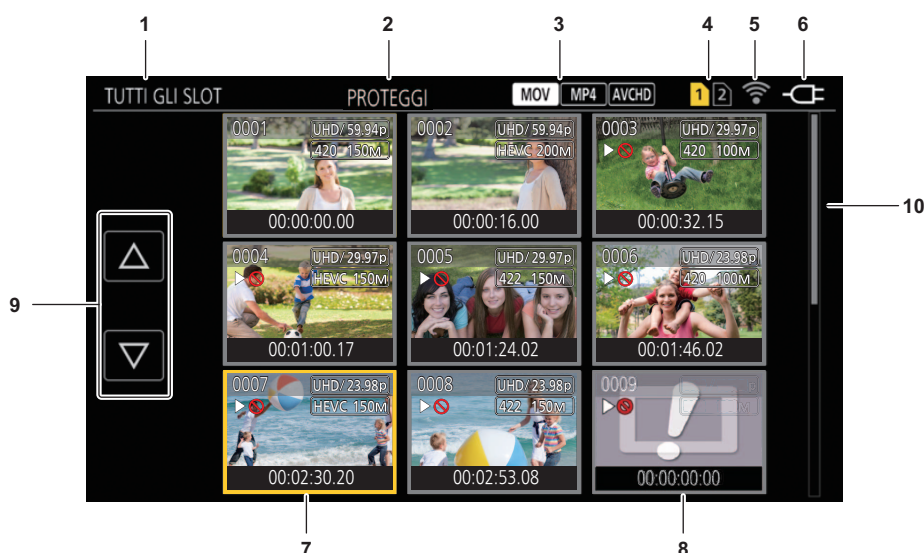 1 2 3 4 5 6
TUTTI GLI SLOT PROTEGGI MOV MP4 AVCHD 1 2
0001 UHD/59.94p 0002 UHD/59.94p 0003 UHD/29.97p
420 150M HEVC 200M 420 100M
00:00:00.00 00:00:16.00 00:00:32.15
10
0004 UHD/29.97p 0005 UHD/29.97p 0006 UHD/23.98p
HEVC 150M 422 150M 420 100M
9
00:01:00.17 00:01:24.02 00:01:46.02
0007 UHD/23.98p 0008 UHD/23.98p 0009
HEVC 150M 422 150M
00:02:30.20 00:02:53.08 00:00:00:00
7 8